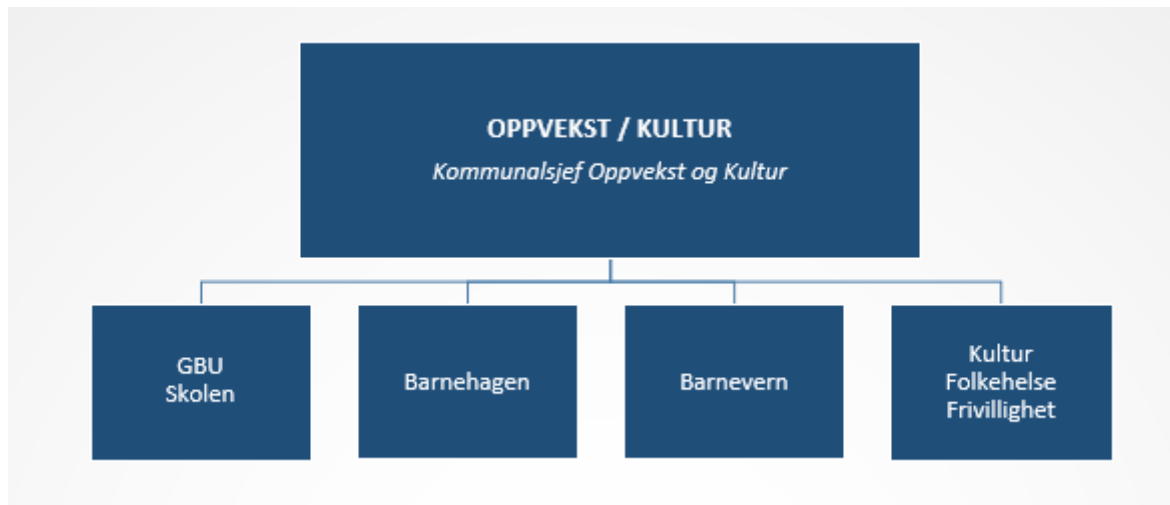 OPPVEKST / KULTUR
Kommunalsjef Oppvekst og Kultur
GBU
Skolen
Barnehagen
Barnevern
Kultur
Folkehelse
Frivillighet